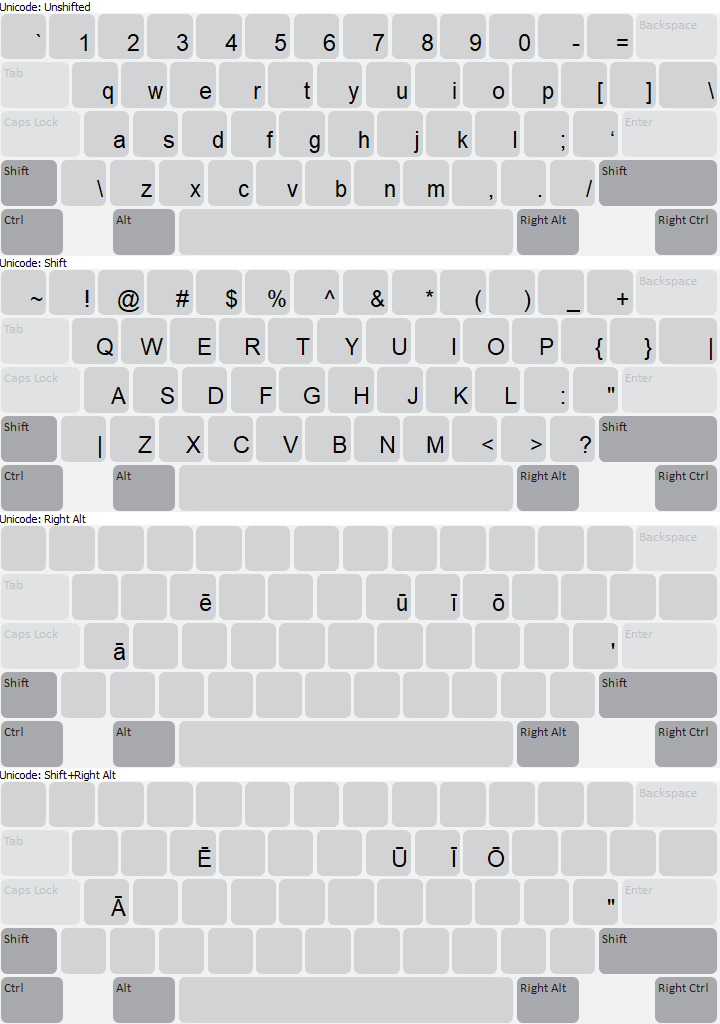 Unicode: Unshifted
` 1 2 3 4 5 6 7 8 9 0 - = Backspace
Tab q w e r t y u i o p [ ] \
Caps Lock a s d f g h j k l ; ‘ Enter
Shift \ z x c v b n m , . / Shift
Ctrl Alt Right Alt Right Ctrl
Unicode: Shift
~ ! @ # $ % ^ & * ( ) _ + Backspace
Tab Q W E R T Y U I O P { } |
Caps Lock A S D F G H J K L : " Enter
Shift | Z X C V B N M < > ? Shift
Ctrl Alt Right Alt Right Ctrl
Unicode: Right Alt
Backspace
Tab ē ū ī ō
Caps Lock ā ' Enter
Shift Shift
Ctrl Alt Right Alt Right Ctrl
Unicode: Shift+Right Alt
Backspace
Tab Ē Ū Ī Ō
Caps Lock Ā " Enter
Shift Shift
Ctrl Alt Right Alt Right Ctrl